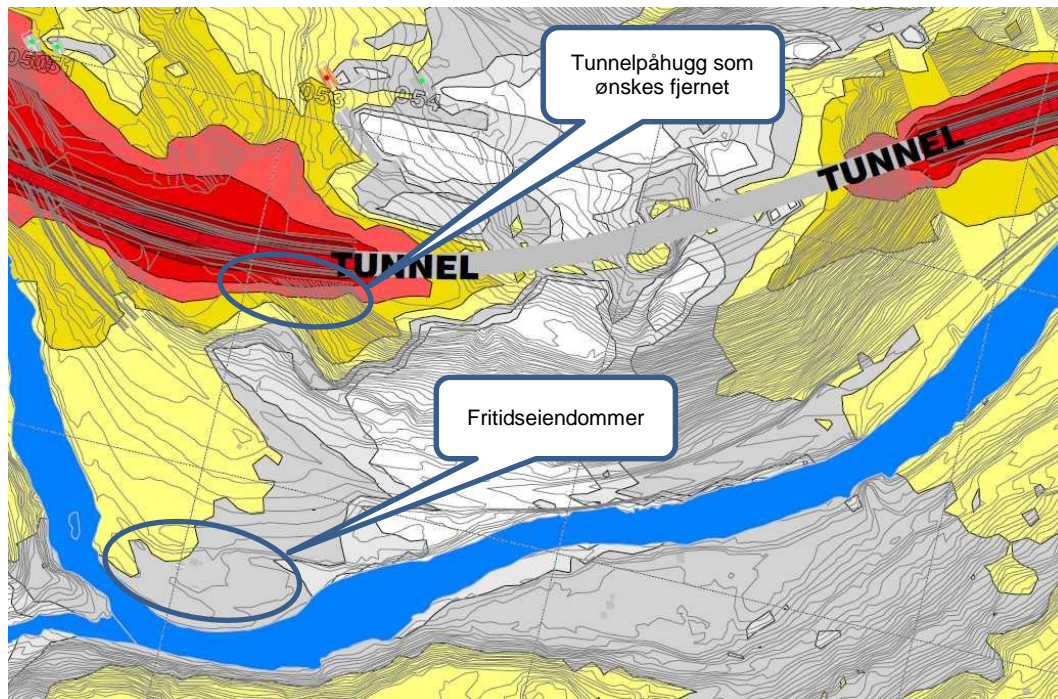 Tunnelpåhugg som
ønskes fjernet
053
054
TUNNEL
TUNNEL
Fritidseiendommer